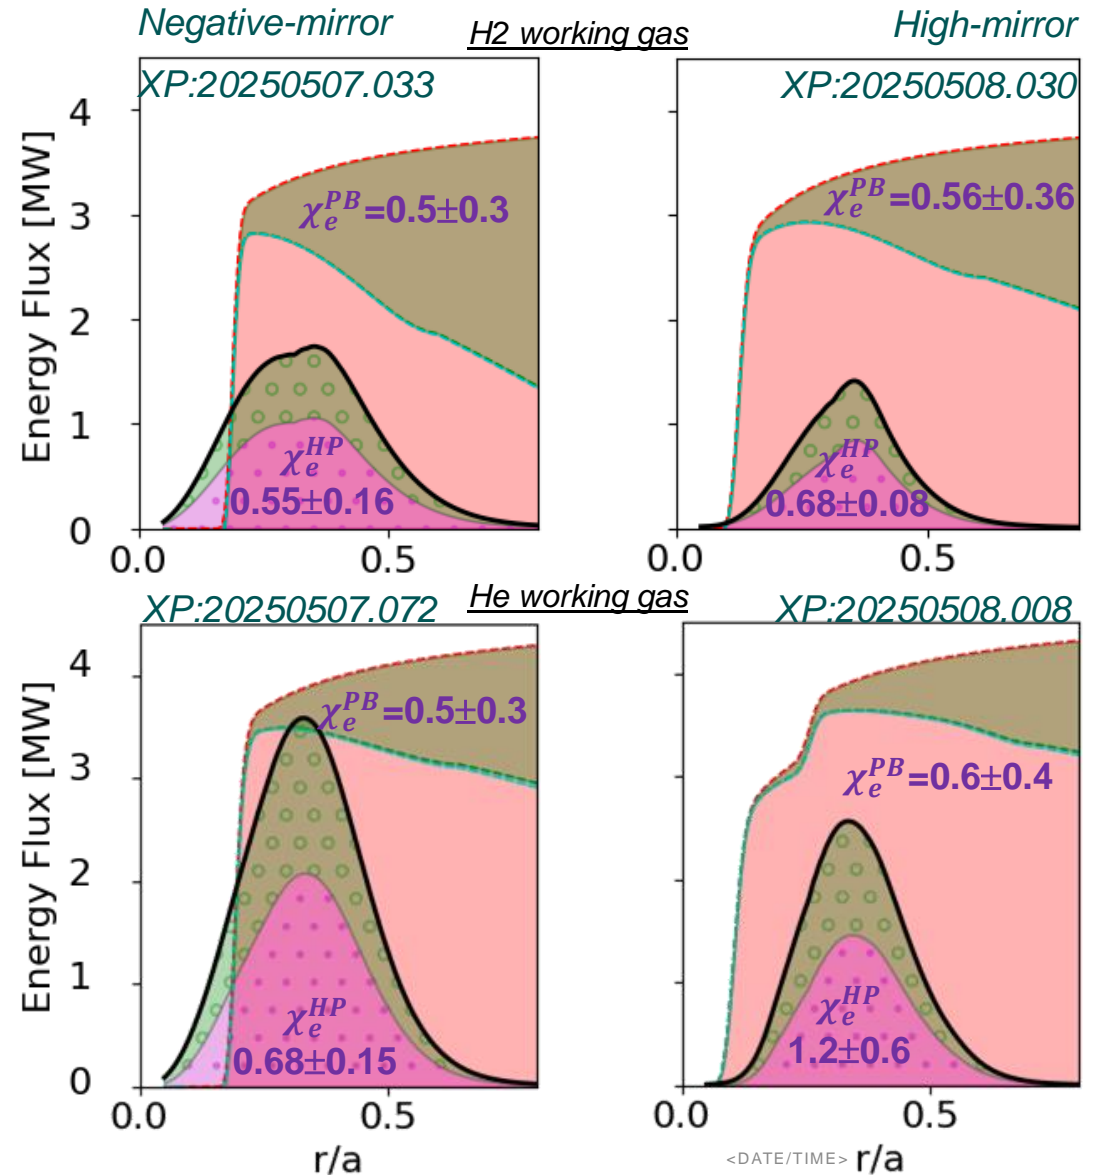 Negative-mirror
H2 working gas
High-mirror
XP:20250507.033
XP:20250508.030
Energy Flux [MW]
4
3
2
1
0
0.0
0.5
χₑᴾᴮ=0.5±0.3
χₑᴴᴾ
0.55±0.16
χₑᴾᴮ=0.56±0.36
χₑᴴᴾ
0.68±0.08
0.0
0.5
He working gas
XP:20250507.072
XP:20250508.008
Energy Flux [MW]
4
3
2
1
0
0.0
0.5
r/a
χₑᴾᴮ=0.5±0.3
χₑᴴᴾ
0.68±0.15
χₑᴾᴮ=0.6±0.4
χₑᴴᴾ
1.2±0.6
0.0
0.5
<DATE/TIME>
r/a